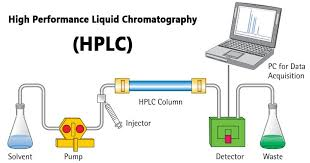 High Performance Liquid Chromatography
(HPLC)
PC for Data
Acquisition
HPLC Column
Injector
Solvent
Pump
Detector
Waste